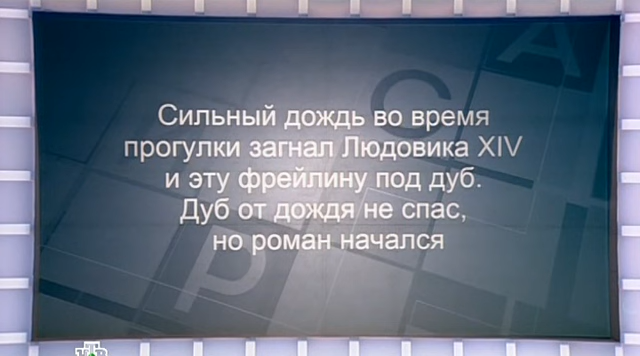 Сильный дождь во время
прогулки загнал Людовика XIV
и эту фрейлину под дуб.
Дуб от дождя не спас,
но роман начался
А
С
Р
НТВ